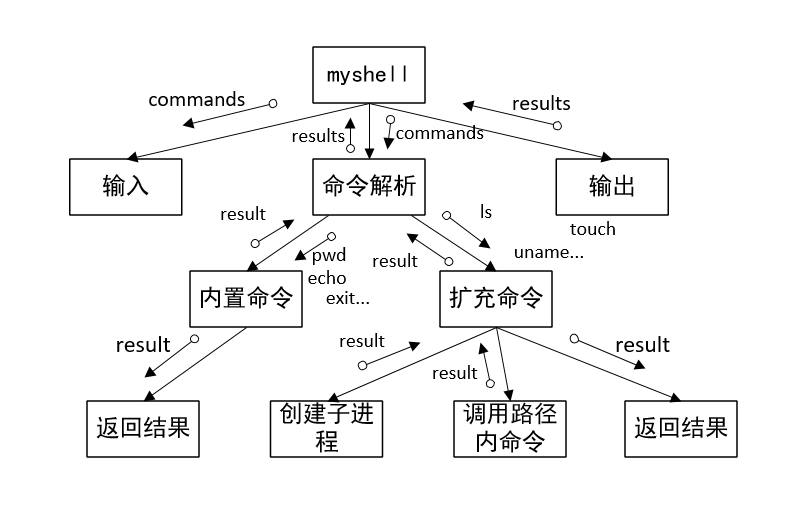 myshell
commands
results
results
commands
输入
命令解析
输出
result
ls
touch
pwd
result
uname...
echo
内置命令
exit...
扩充命令
result
result
result
result
返回结果
创建子进
程
调用路径
内命令
返回结果